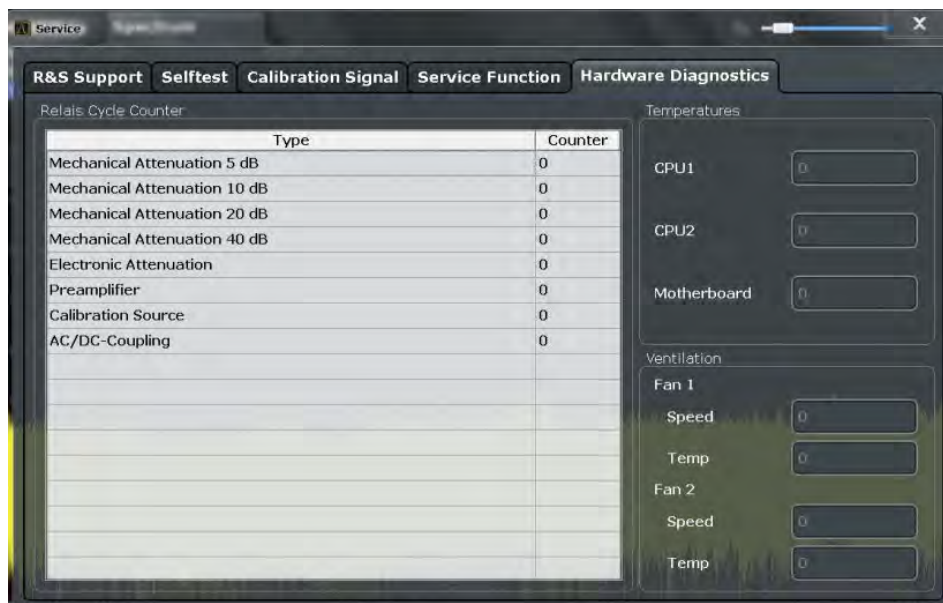 Service
X
R&S Support Selftest Calibration Signal Service Function Hardware Diagnostics
Relais Cycle Counter
Type Counter
Mechanical Attenuation 5 dB 0
Mechanical Attenuation 10 dB 0
Mechanical Attenuation 20 dB 0
Mechanical Attenuation 40 dB 0
Electronic Attenuation 0
Preamplifier 0
Calibration Source 0
AC/DC-Coupling 0
Temperatures
CPU1 0
CPU2 0
Motherboard 0
Ventilation
Fan 1
Speed 0
Temp 0
Fan 2
Speed 0
Temp 0